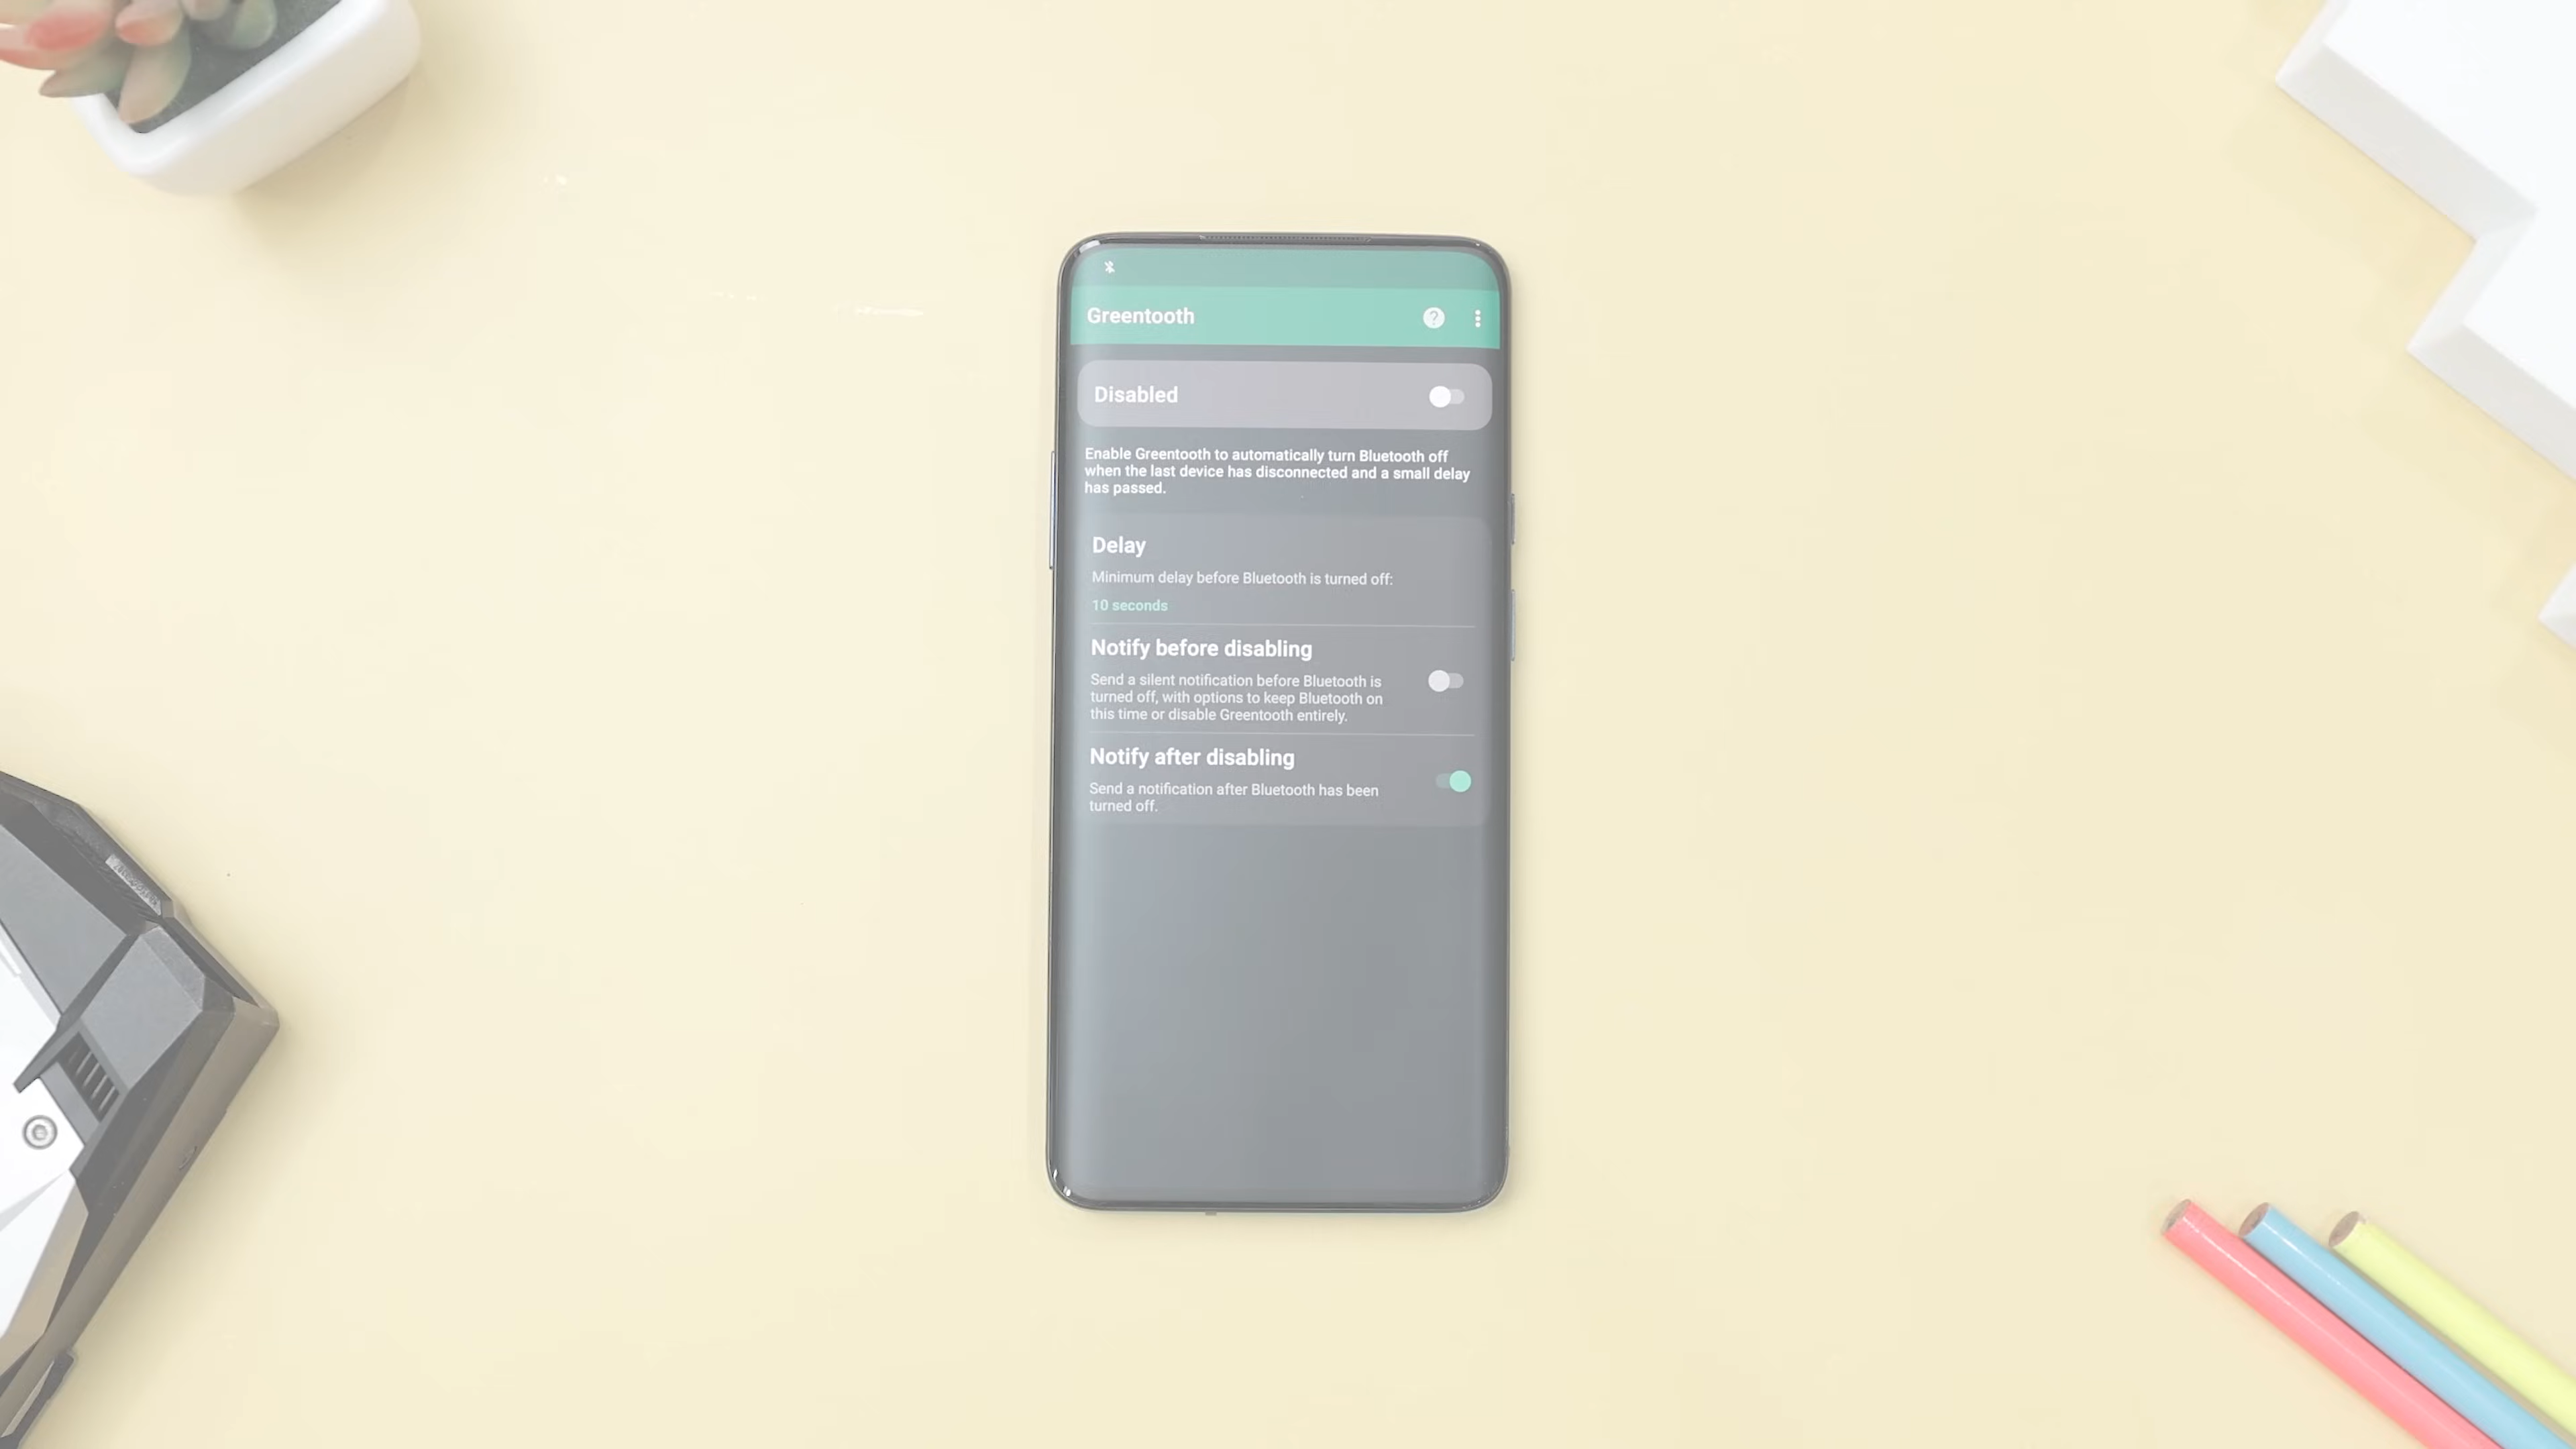 Greentooth
Disabled
Enable Greentooth to automatically turn Bluetooth off
when the last device has disconnected and a small delay
has passed.
Delay
Minimum delay before Bluetooth is turned off:
10 seconds
Notify before disabling
Send a silent notification before Bluetooth is
turned off, with options to keep Bluetooth on
this time or disable Greentooth entirely.
Notify after disabling
Send a notification after Bluetooth has been
turned off.